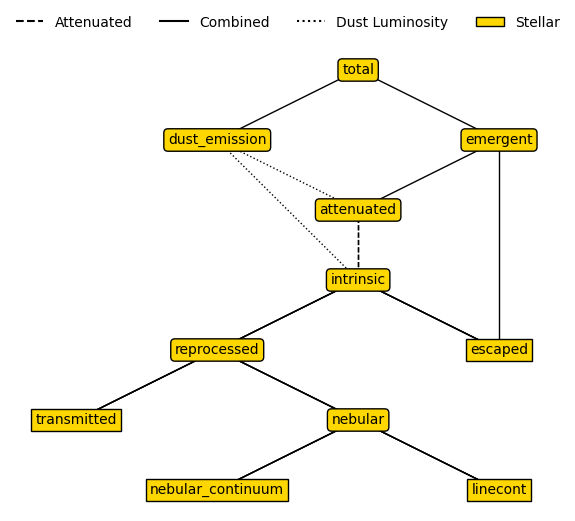 Attenuated Combined Dust Luminosity Stellar
total
dust_emission emergent
attenuated
intrinsic
reprocessed escaped
transmitted nebular
nebular_continuum linecont